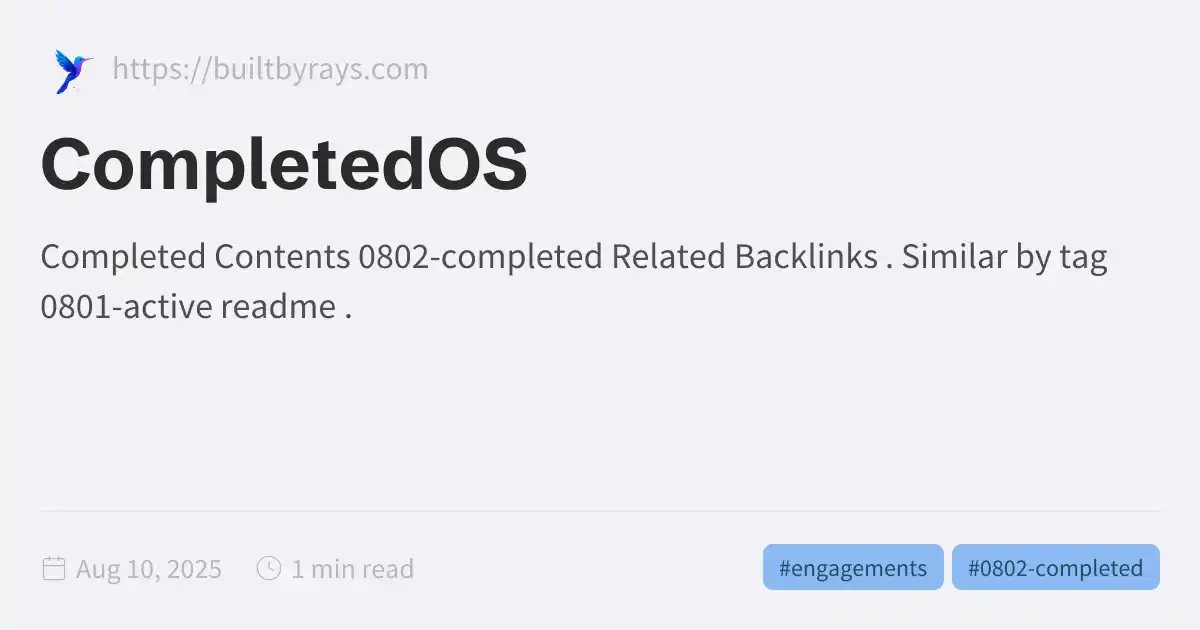 https://builtbyrays.com
CompletedOS
Completed Contents 0802-completed Related Backlinks . Similar by tag
0801-active readme .
Aug 10, 2025 1 min read #engagements #0802-completed